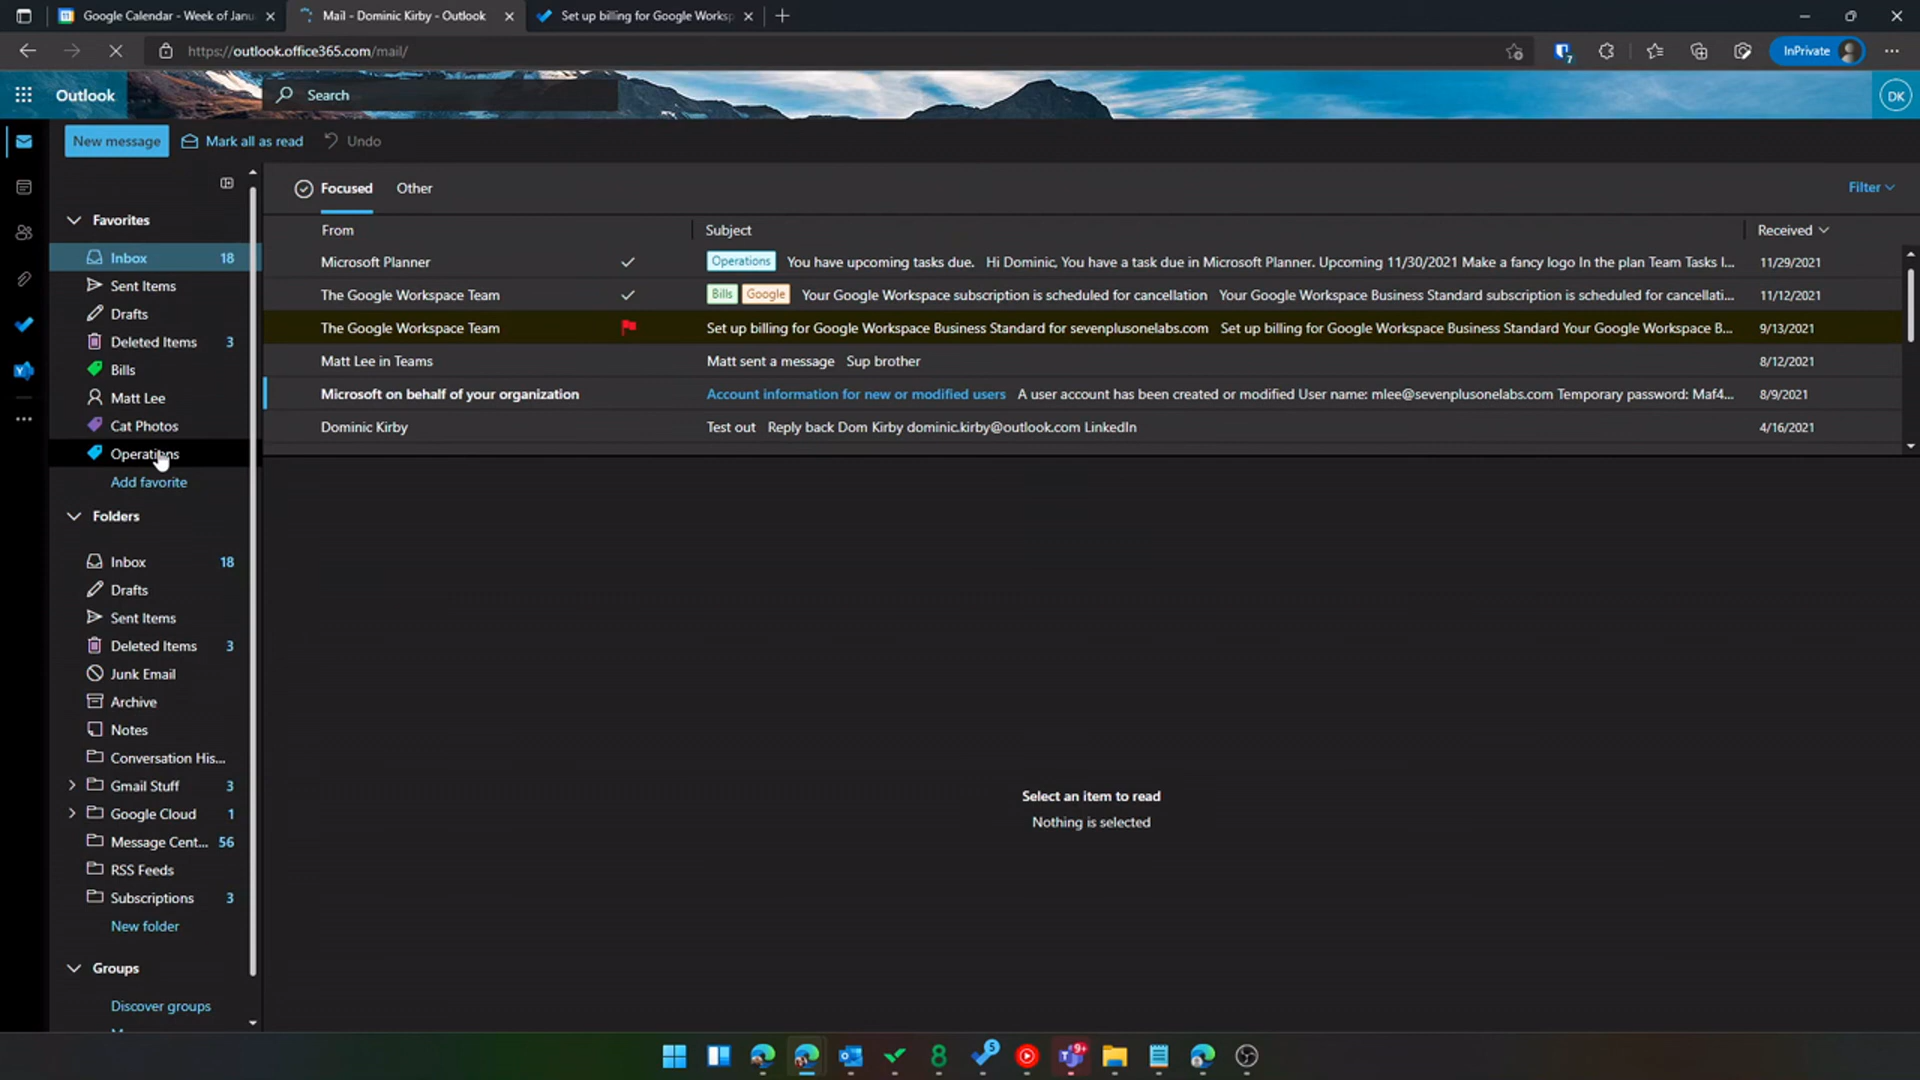 Google Calendar - Week of Janu
Mail - Dominic Kirby - Outlook
Set up billing for Google Worksp
https://outlook.office365.com/mail/
7
InPrivate
Outlook
Search
DK
New message
Mark all as read
Undo
Favorites
Inbox 18
Sent Items
Drafts
Deleted Items 3
Bills
Matt Lee
Cat Photos
Operations
Add favorite
Folders
Inbox 18
Drafts
Sent Items
Deleted Items 3
Junk Email
Archive
Notes
Conversation His...
Gmail Stuff 3
Google Cloud 1
Message Cent... 56
RSS Feeds
Subscriptions 3
New folder
Groups
Discover groups
Focused Other Filter
From Subject Received
Microsoft Planner Operations You have upcoming tasks due. Hi Dominic, You have a task due in Microsoft Planner. Upcoming 11/30/2021 Make a fancy logo In the plan Team Tasks I... 11/29/2021
The Google Workspace Team Bills Google Your Google Workspace subscription is scheduled for cancellation Your Google Workspace Business Standard subscription is scheduled for cancellati... 11/12/2021
The Google Workspace Team Set up billing for Google Workspace Business Standard for sevenplusonelabs.com Set up billing for Google Workspace Business Standard Your Google Workspace B... 9/13/2021
Matt Lee in Teams Matt sent a message Sup brother 8/12/2021
Microsoft on behalf of your organization Account information for new or modified users A user account has been created or modified User name: mlee@sevenplusonelabs.com Temporary password: Maf4... 8/9/2021
Dominic Kirby Test out Reply back Dom Kirby dominic.kirby@outlook.com LinkedIn 4/16/2021
Select an item to read
Nothing is selected
8
5
9+